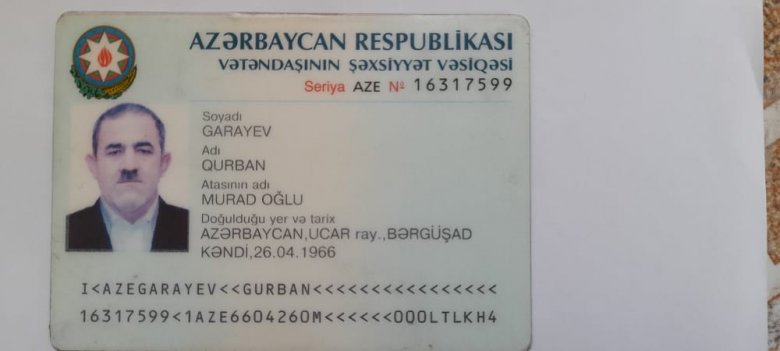 AZƏRBAYCAN RESPUBLİKASI
VƏTƏNDAŞININ ŞƏXSİYYƏT VƏSİQƏSİ
Seriya AZE № 16317599
Soyadı
GARAYEV
Adı
QURBAN
Atasının adı
MURAD OĞLU
Doğulduğu yer və tarix
AZƏRBAYCAN,UCAR ray.,BƏRGÜŞAD
KƏNDİ,26.04.1966
I<AZEGARAYEV<<GURBAN<<<<<<<<<<<<<<<<
16317599<1AZE6604260M<<<<<<0Q0LTLKH4